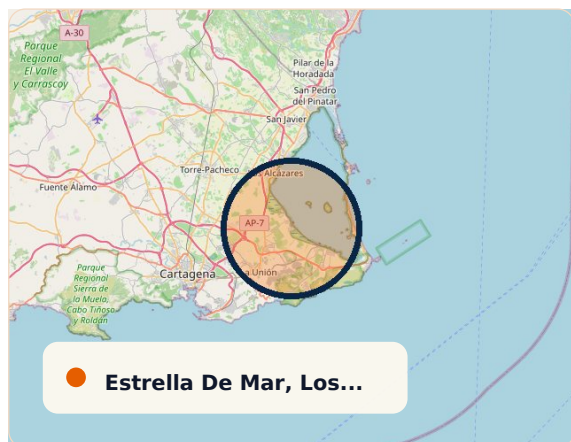 A-30
Parque
Regional
El Valle
y Carrascoy
Pilar de la
Horadada
San Pedro
del Pinatar
San Javier
Torre-Pacheco
Los Alcázares
Fuente Álamo
AP-7
Cartagena
La Unión
Parque
Regional
Sierra de
la Muela,
Cabo Tiñoso
y Roldán
Estrella De Mar, Los...